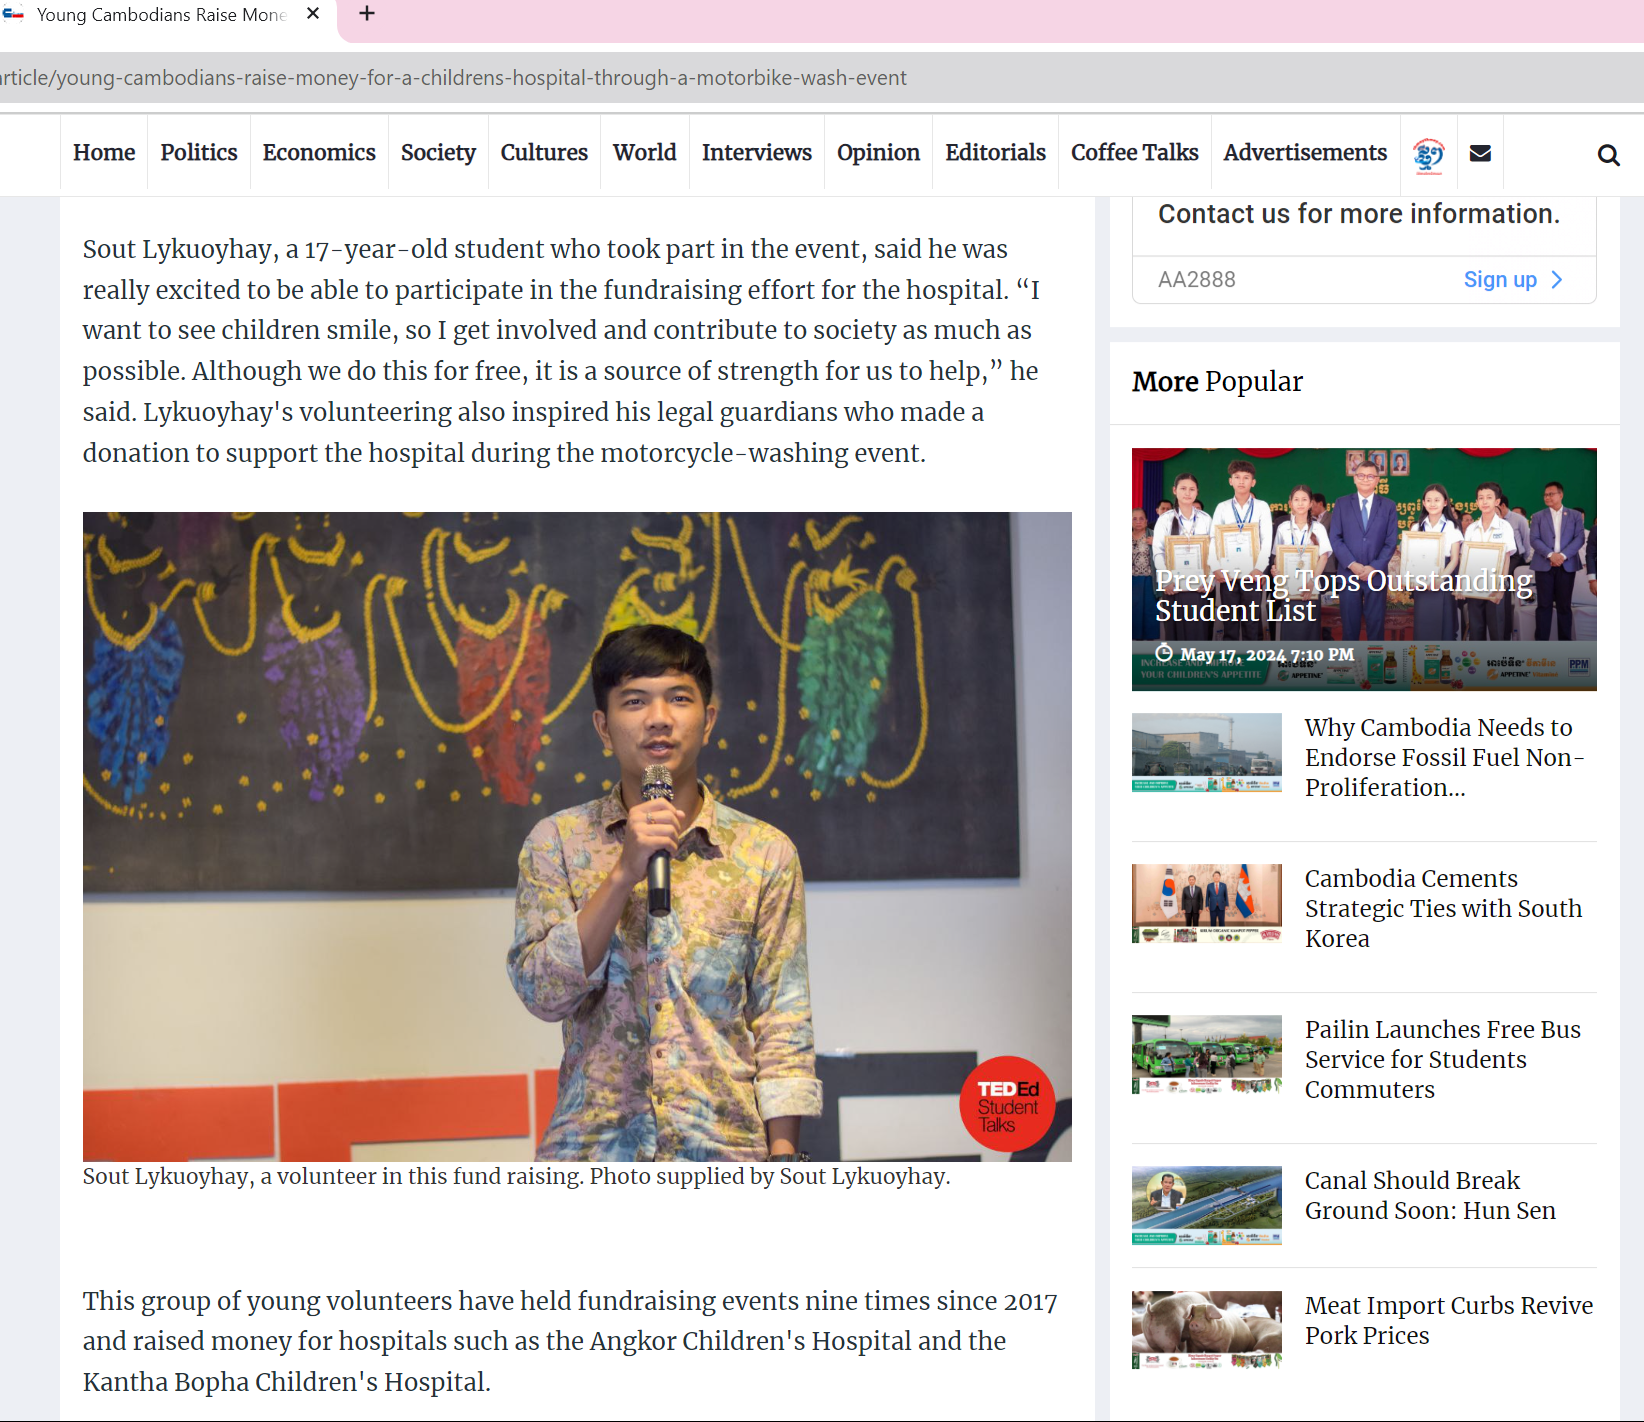 Young Cambodians Raise Mone
article/young-cambodians-raise-money-for-a-childrens-hospital-through-a-motorbike-wash-event
Home Politics Economics Society Cultures World Interviews Opinion Editorials Coffee Talks Advertisements
Sout Lykuoyhay, a 17-year-old student who took part in the event, said he was
really excited to be able to participate in the fundraising effort for the hospital. “I
want to see children smile, so I get involved and contribute to society as much as
possible. Although we do this for free, it is a source of strength for us to help,” he
said. Lykuoyhay's volunteering also inspired his legal guardians who made a
donation to support the hospital during the motorcycle-washing event.
TEDEd
Student
Talks
Sout Lykuoyhay, a volunteer in this fund raising. Photo supplied by Sout Lykuoyhay.
This group of young volunteers have held fundraising events nine times since 2017
and raised money for hospitals such as the Angkor Children's Hospital and the
Kantha Bopha Children's Hospital.
Contact us for more information.
AA2888
Sign up
More Popular
Prey Veng Tops Outstanding
Student List
May 17, 2024 7:10 PM
INCREASE AND IMPROVE
YOUR CHILDREN'S APPETITE
APPETINE
APPETINE
PPM
Why Cambodia Needs to
Endorse Fossil Fuel Non-
Proliferation...
Cambodia Cements
Strategic Ties with South
Korea
Pailin Launches Free Bus
Service for Students
Commuters
Canal Should Break
Ground Soon: Hun Sen
Meat Import Curbs Revive
Pork Prices